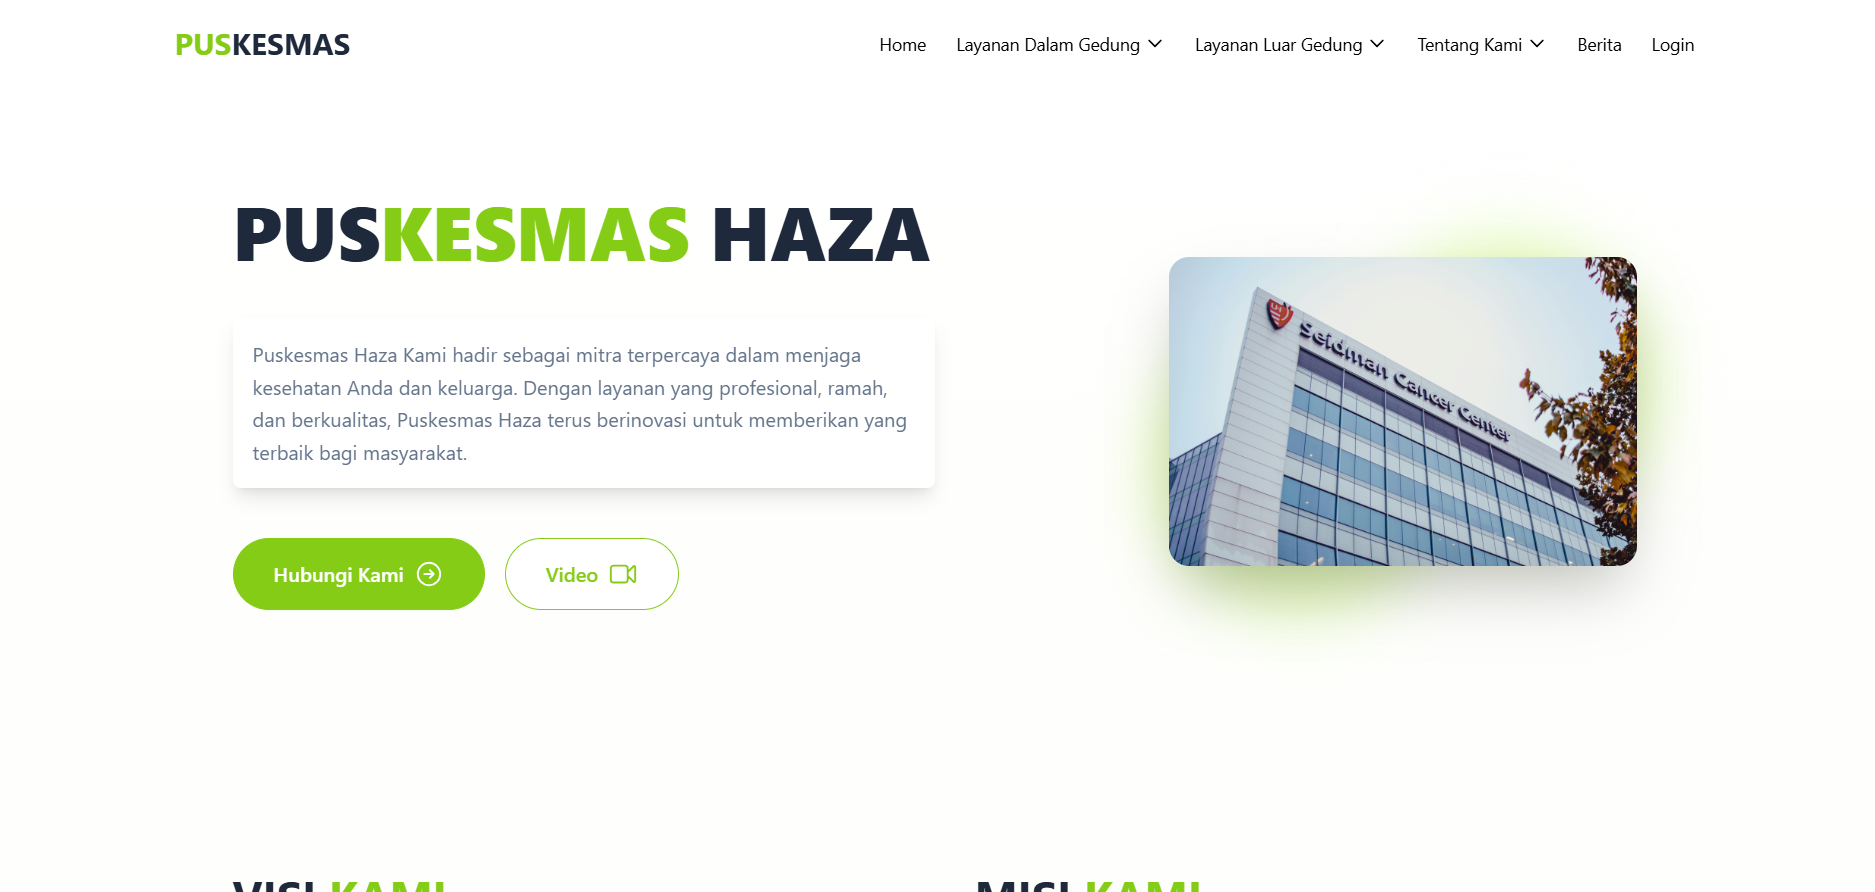 PUSKESMAS
Home Layanan Dalam Gedung Layanan Luar Gedung Tentang Kami Berita Login
PUSKESMAS HAZA
Puskesmas Haza Kami hadir sebagai mitra terpercaya dalam menjaga
kesehatan Anda dan keluarga. Dengan layanan yang profesional, ramah,
dan berkualitas, Puskesmas Haza terus berinovasi untuk memberikan yang
terbaik bagi masyarakat.
Hubungi Kami
Video
Seidman Cancer Center
VISI KAMI
MISI KAMI